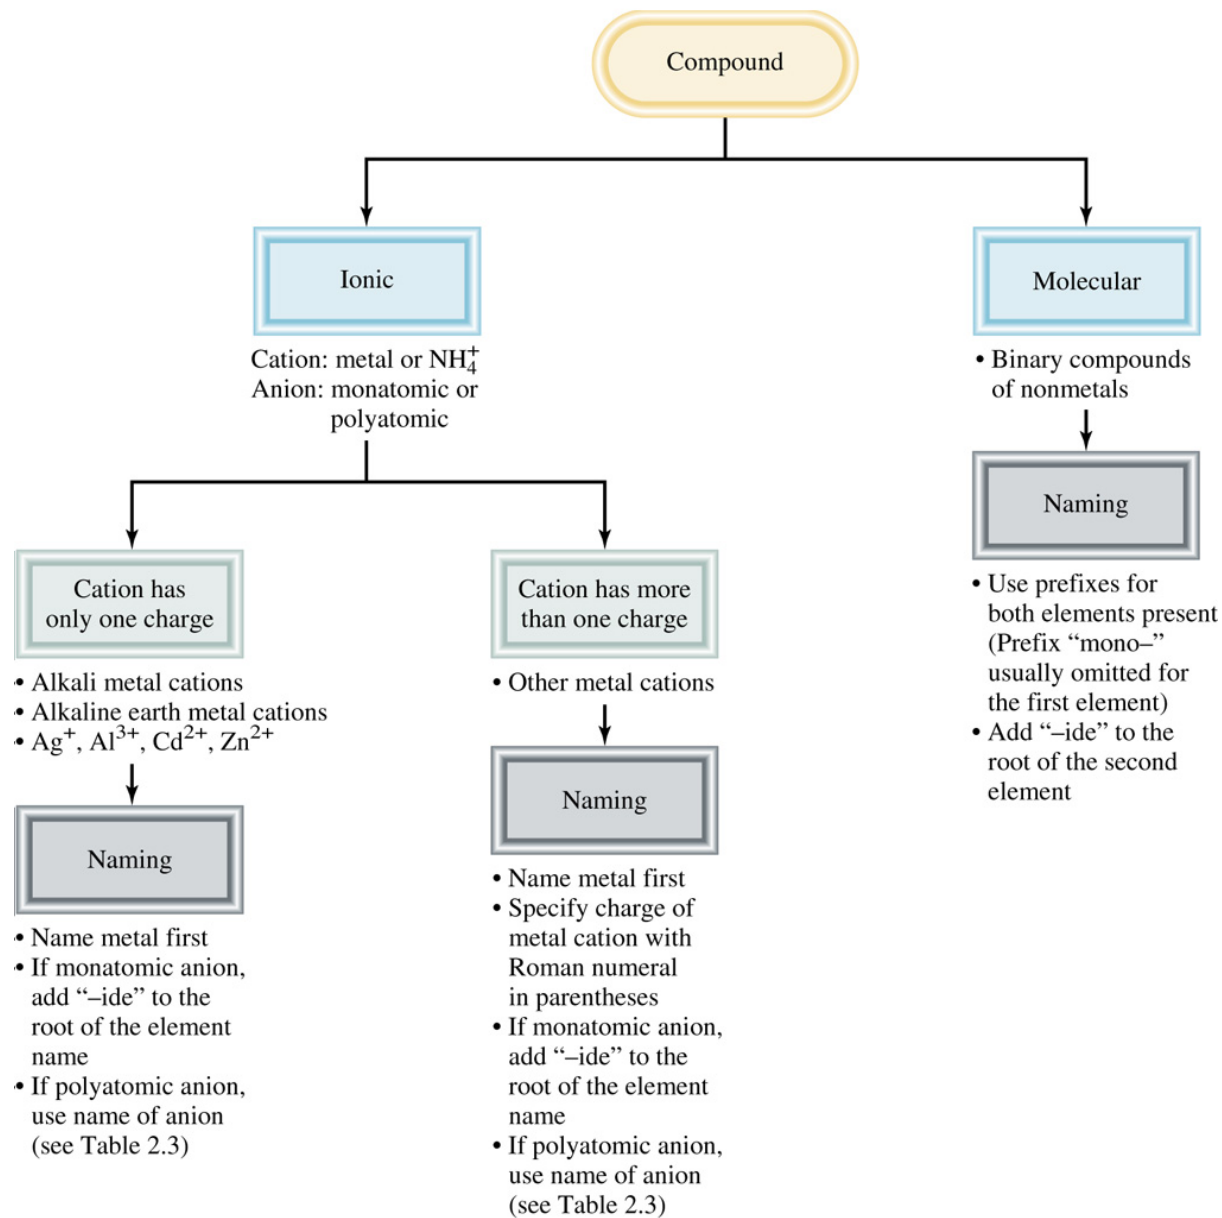 Compound
Ionic
Cation: metal or NH₄⁺
Anion: monatomic or
polyatomic
Cation has
only one charge
• Alkali metal cations
• Alkaline earth metal cations
• Ag⁺, Al³⁺, Cd²⁺, Zn²⁺
Naming
• Name metal first
• If monatomic anion,
add “–ide” to the
root of the element
name
• If polyatomic anion,
use name of anion
(see Table 2.3)
Cation has more
than one charge
• Other metal cations
Naming
• Name metal first
• Specify charge of
metal cation with
Roman numeral
in parentheses
• If monatomic anion,
add “–ide” to the
root of the element
name
• If polyatomic anion,
use name of anion
(see Table 2.3)
Molecular
• Binary compounds
of nonmetals
Naming
• Use prefixes for
both elements present
(Prefix “mono–”
usually omitted for
the first element)
• Add “–ide” to the
root of the second
element